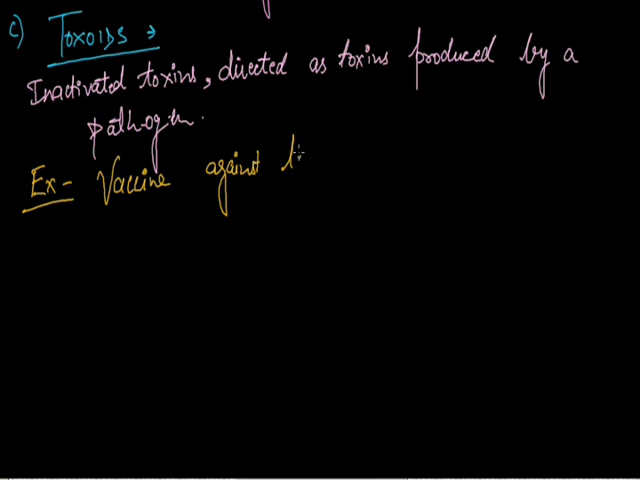 c) Toxoids →
Inactivated toxins, directed as toxins produced by a
pathogen.
Ex- Vaccine against